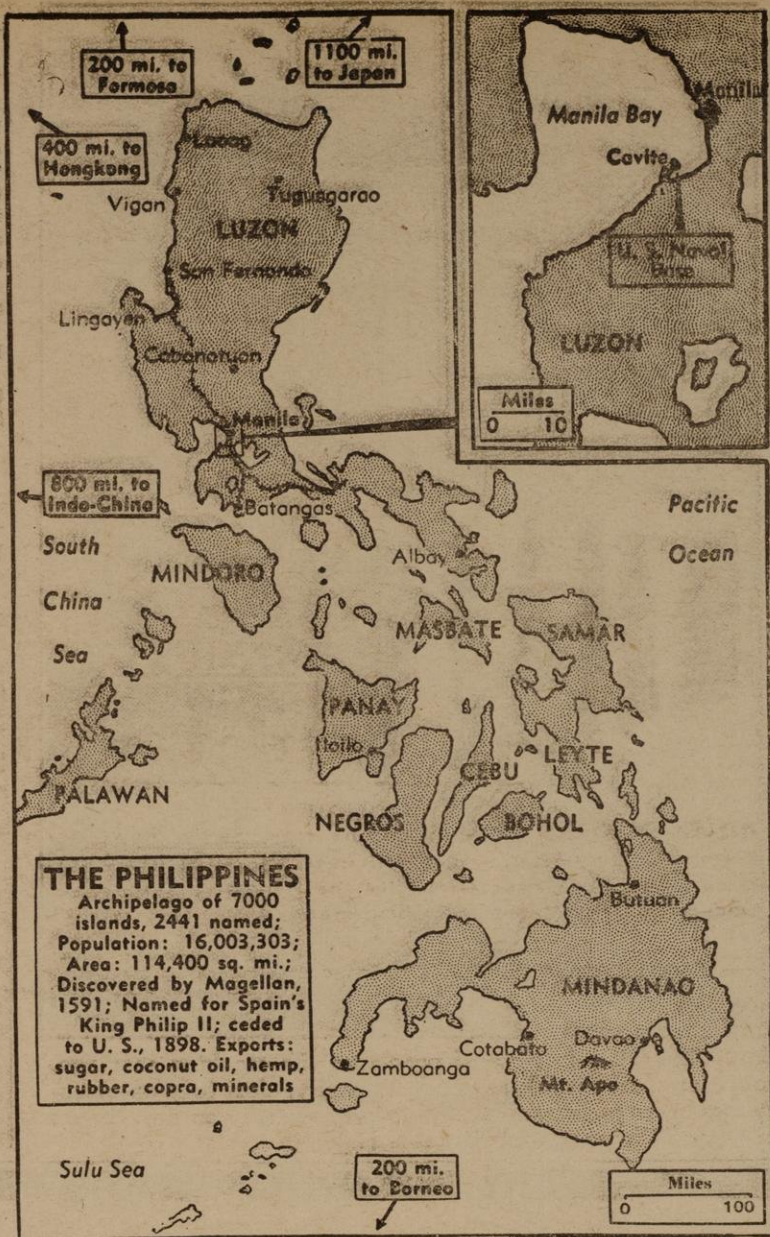 200 mi. to
Formosa
1100 mi.
to Japan
400 mi. to
Hongkong
Laoag
Vigan
Tuguegarao
LUZON
San Fernando
Lingayen
Cabanatuan
Manila
Manila
Manila Bay
Cavite
U. S. Naval
Base
LUZON
Miles
0 10
800 mi. to
Indo-China
Batangas
Pacific
Ocean
South
China
Sea
MINDORO
Albay
MASBATE
SAMAR
PANAY
Iloilo
LEYTE
CEBU
PALAWAN
NEGROS
BOHOL
THE PHILIPPINES
Archipelago of 7000
islands, 2441 named;
Population: 16,003,303;
Area: 114,400 sq. mi.;
Discovered by Magellan,
1591; Named for Spain's
King Philip II; ceded
to U. S., 1898. Exports:
sugar, coconut oil, hemp,
rubber, copra, minerals
Butuan
MINDANAO
Cotabato
Davao
Zamboanga
Mt. Apo
Sulu Sea
200 mi.
to Borneo
Miles
0 100